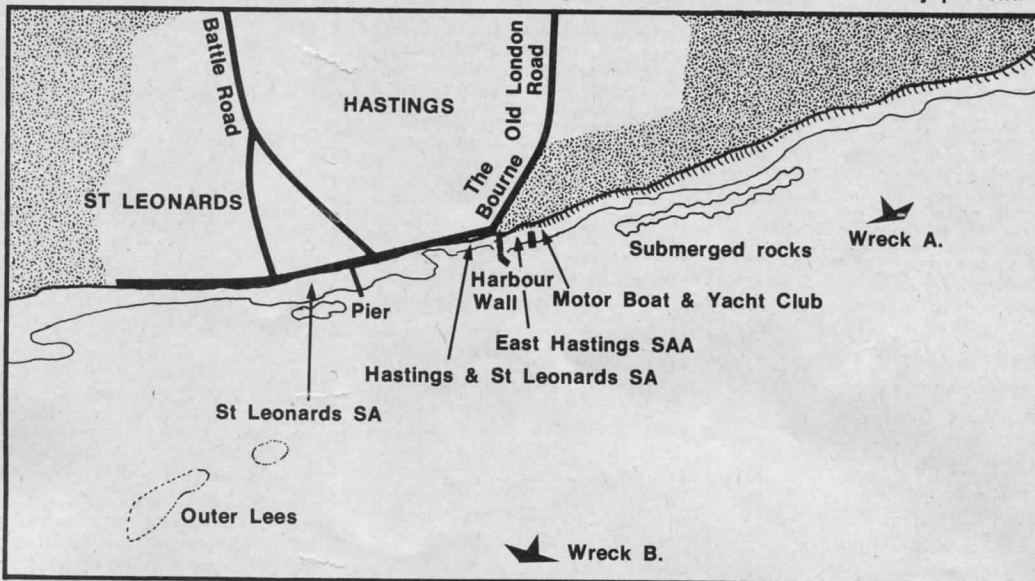 Battle Road
Old London
Road
HASTINGS
The
Bourne
ST LEONARDS
Submerged rocks
Wreck A.
Harbour
Wall
Motor Boat & Yacht Club
Pier
East Hastings SAA
Hastings & St Leonards SA
St Leonards SA
Outer Lees
Wreck B.